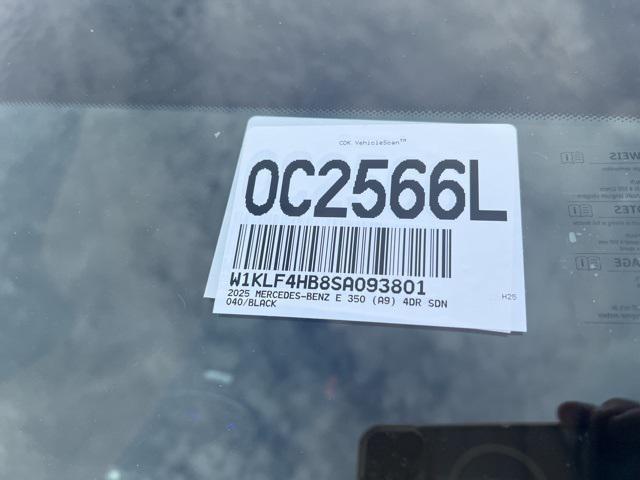 CDK VehicleScan™
0C2566L
W1KLF4HB8SA093801
2025 MERCEDES-BENZ E 350 (A9) 4DR SDN
040/BLACK
H25